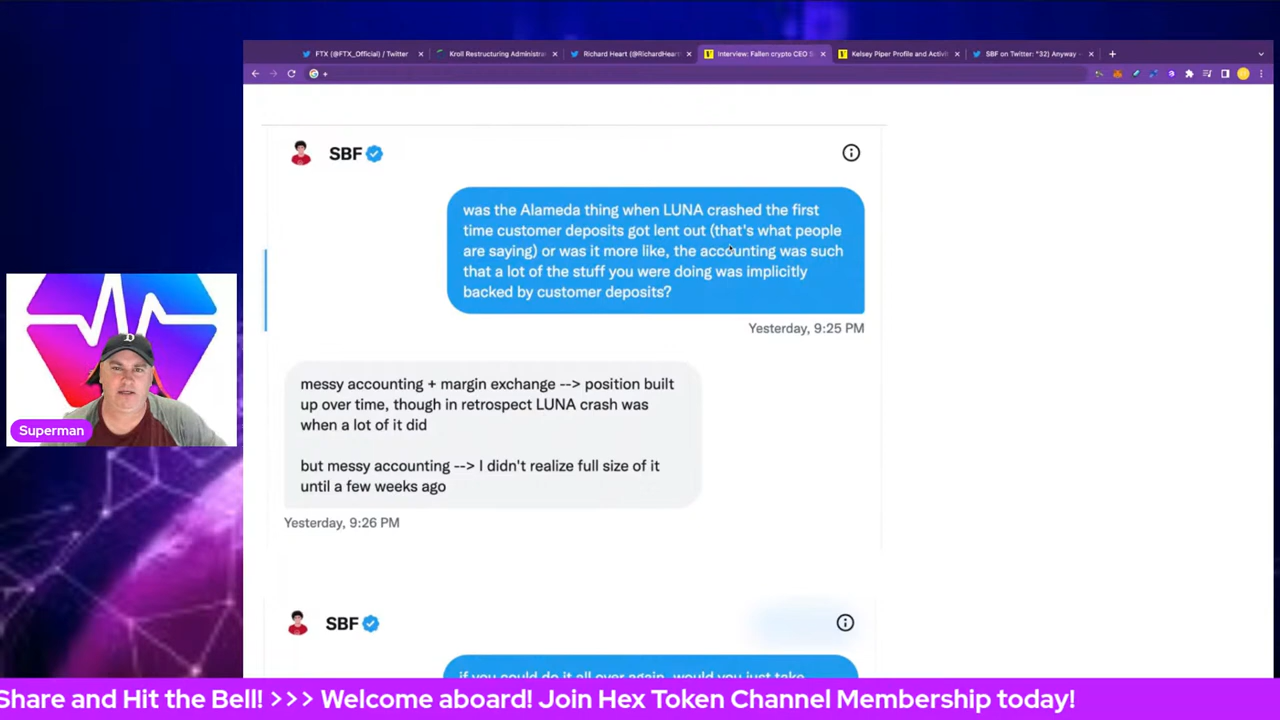 FTX (@FTX_Official) / Twitter
Kroll Restructuring Administra
Richard Heart (@RichardHeart
Interview: Fallen crypto CEO S
Kelsey Piper Profile and Activit
SBF on Twitter: "32) Anyway –
SBF
was the Alameda thing when LUNA crashed the first
time customer deposits got lent out (that's what people
are saying) or was it more like, the accounting was such
that a lot of the stuff you were doing was implicitly
backed by customer deposits?
Yesterday, 9:25 PM
messy accounting + margin exchange --> position built
up over time, though in retrospect LUNA crash was
when a lot of it did
but messy accounting --> I didn't realize full size of it
until a few weeks ago
Yesterday, 9:26 PM
Superman
SBF
if you could do it all over again, would you just take
Share and Hit the Bell! >>> Welcome aboard! Join Hex Token Channel Membership today!